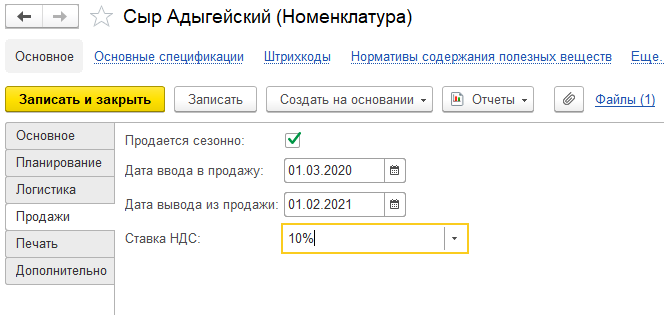 Сыр Адыгейский (Номенклатура)
Основное Основные спецификации Штрихкоды Нормативы содержания полезных веществ Еще...
Записать и закрыть Записать Создать на основании Отчеты Файлы (1)
Основное
Планирование
Логистика
Продажи
Печать
Дополнительно
Продается сезонно:
Дата ввода в продажу: 01.03.2020
Дата вывода из продажи: 01.02.2021
Ставка НДС: 10%